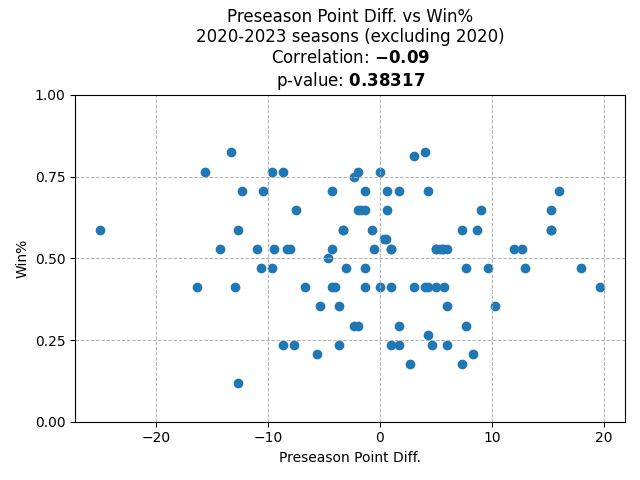 Preseason Point Diff. vs Win%
2020-2023 seasons (excluding 2020)
Correlation: −0.09
p-value: 0.38317
1.00
0.75
0.50
0.25
0.00
Win%
−20
−10
0
10
20
Preseason Point Diff.